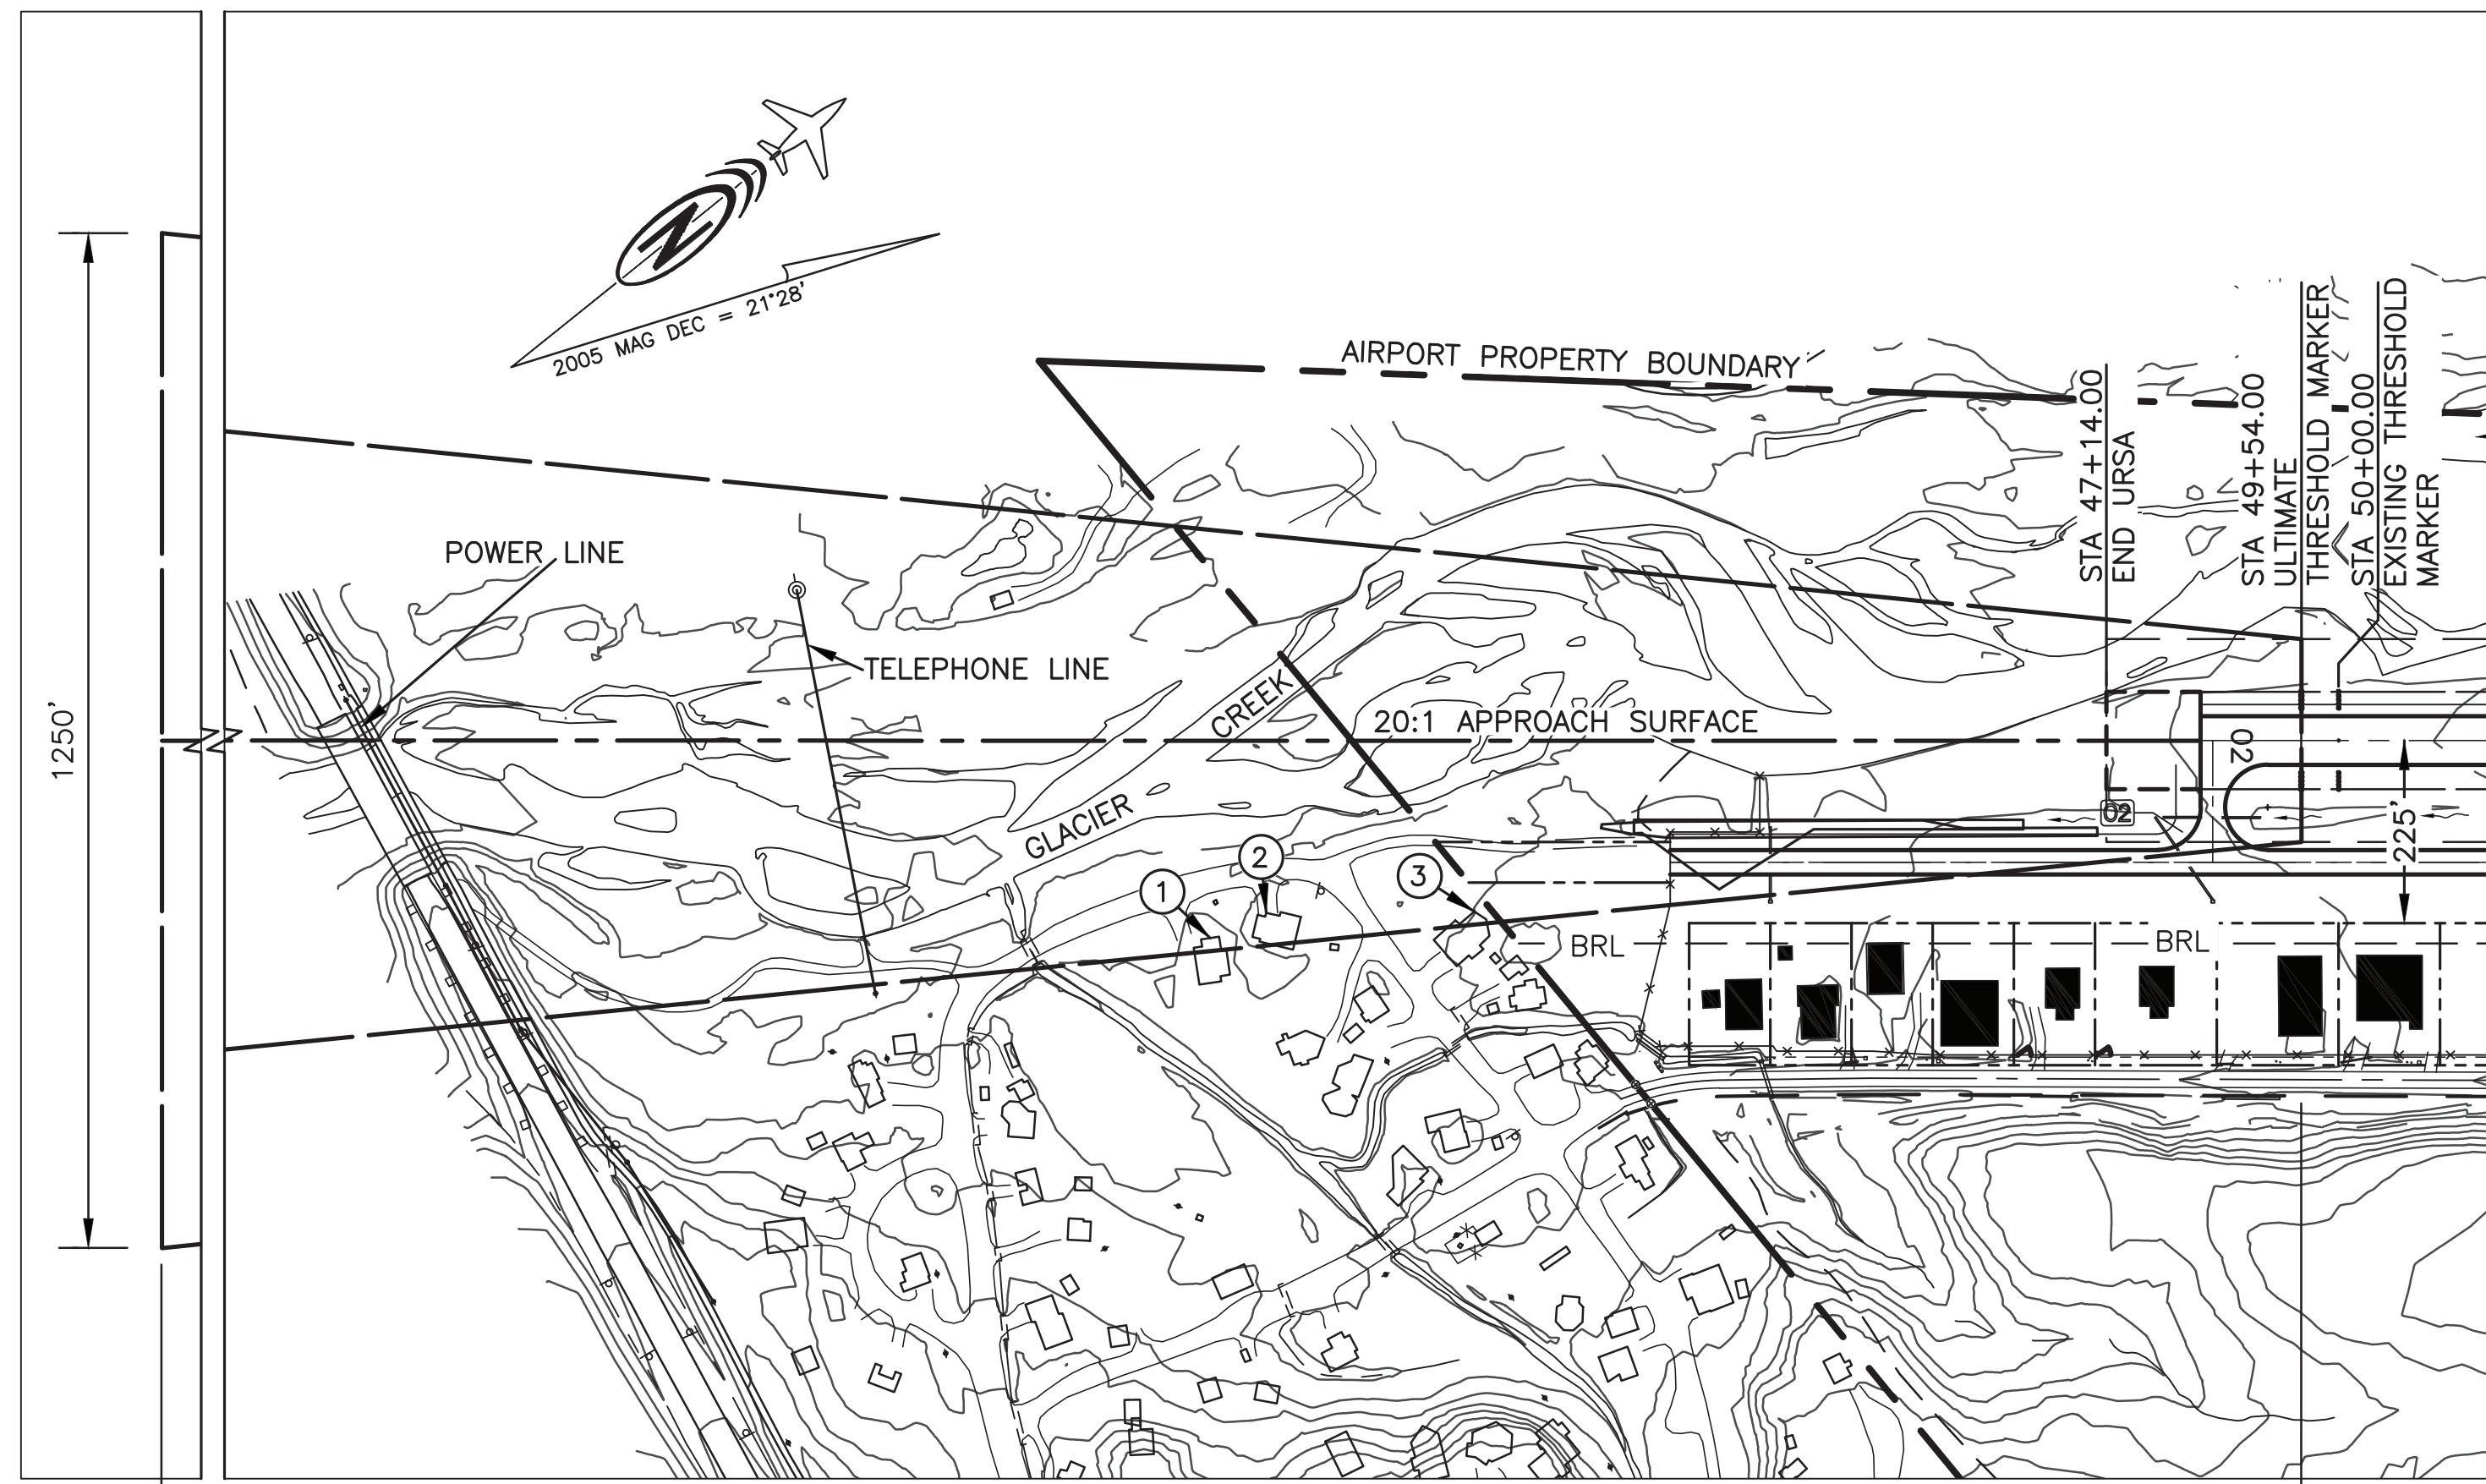 N
2005 MAG DEC = 21°28'
AIRPORT PROPERTY BOUNDARY
STA 47+14.00
END URSA
STA 49+54.00
ULTIMATE
THRESHOLD MARKER
STA 50+00.00
EXISTING THRESHOLD
MARKER
POWER LINE
TELEPHONE LINE
1250'
GLACIER CREEK
20:1 APPROACH SURFACE
02
02
225'
1
2
3
BRL
BRL